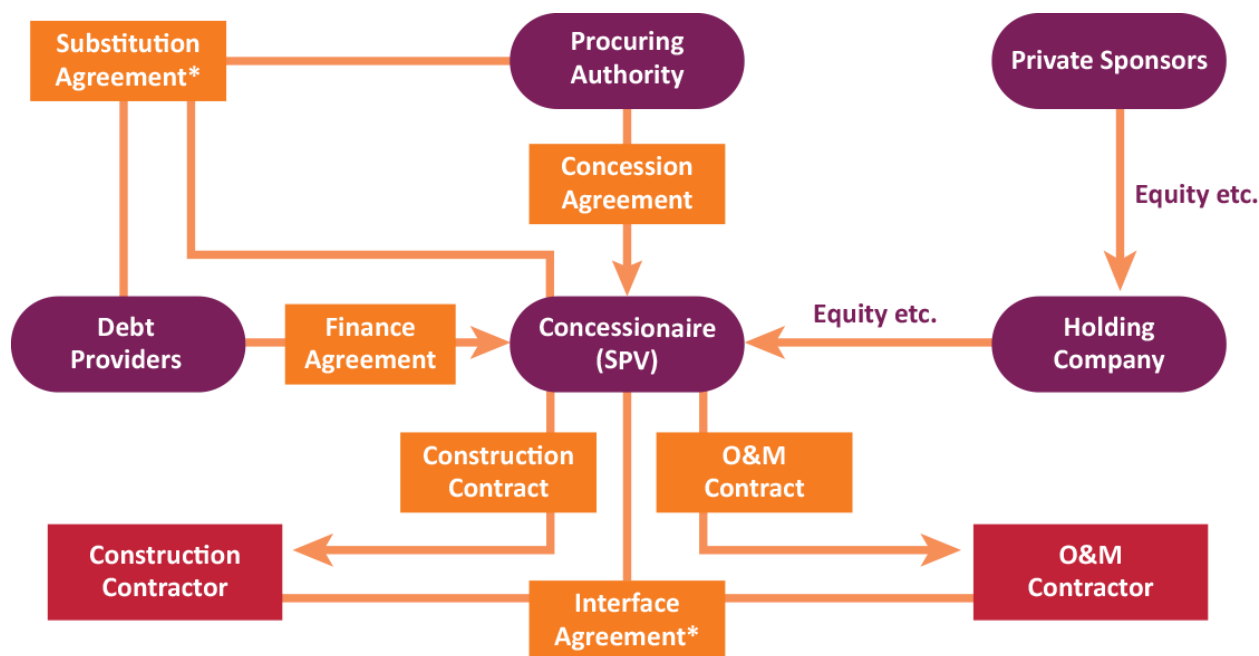 Substitution
Agreement*
Procuring
Authority
Private Sponsors
Concession
Agreement
Equity etc.
Debt
Providers
Finance
Agreement
Concessionaire
(SPV)
Equity etc.
Holding
Company
Construction
Contract
O&M
Contract
Construction
Contractor
Interface
Agreement*
O&M
Contractor